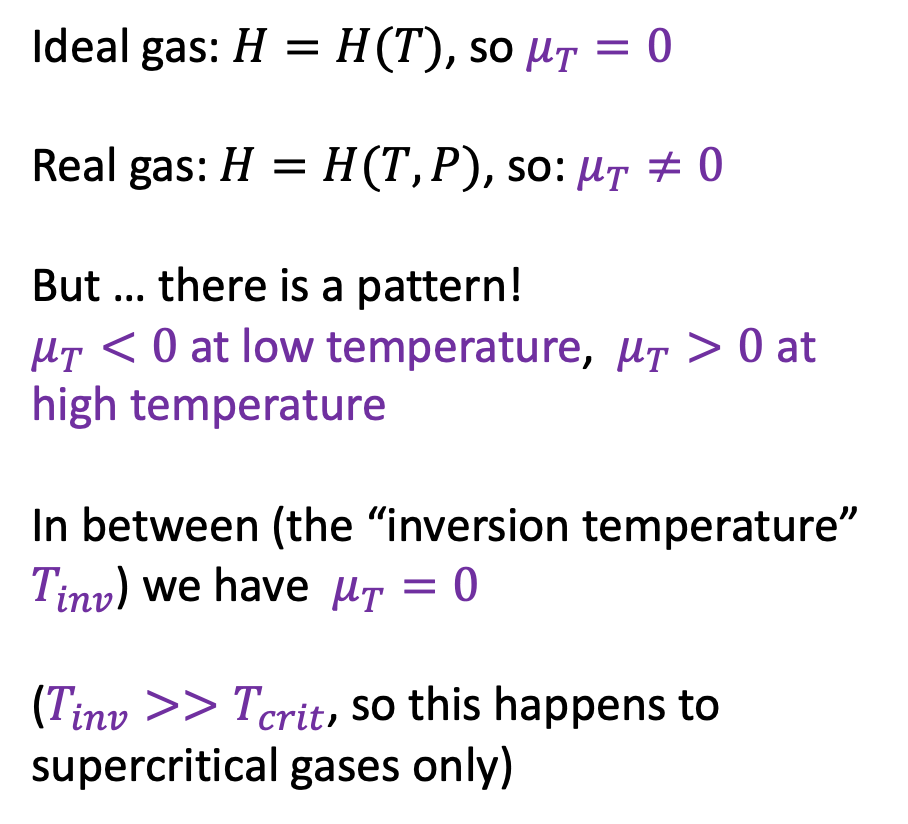 Ideal gas: H = H(T), so μ_T = 0
Real gas: H = H(T, P), so: μ_T ≠ 0
But … there is a pattern!
μ_T < 0 at low temperature, μ_T > 0 at
high temperature
In between (the “inversion temperature”
T_inv) we have μ_T = 0
(T_inv >> T_crit, so this happens to
supercritical gases only)